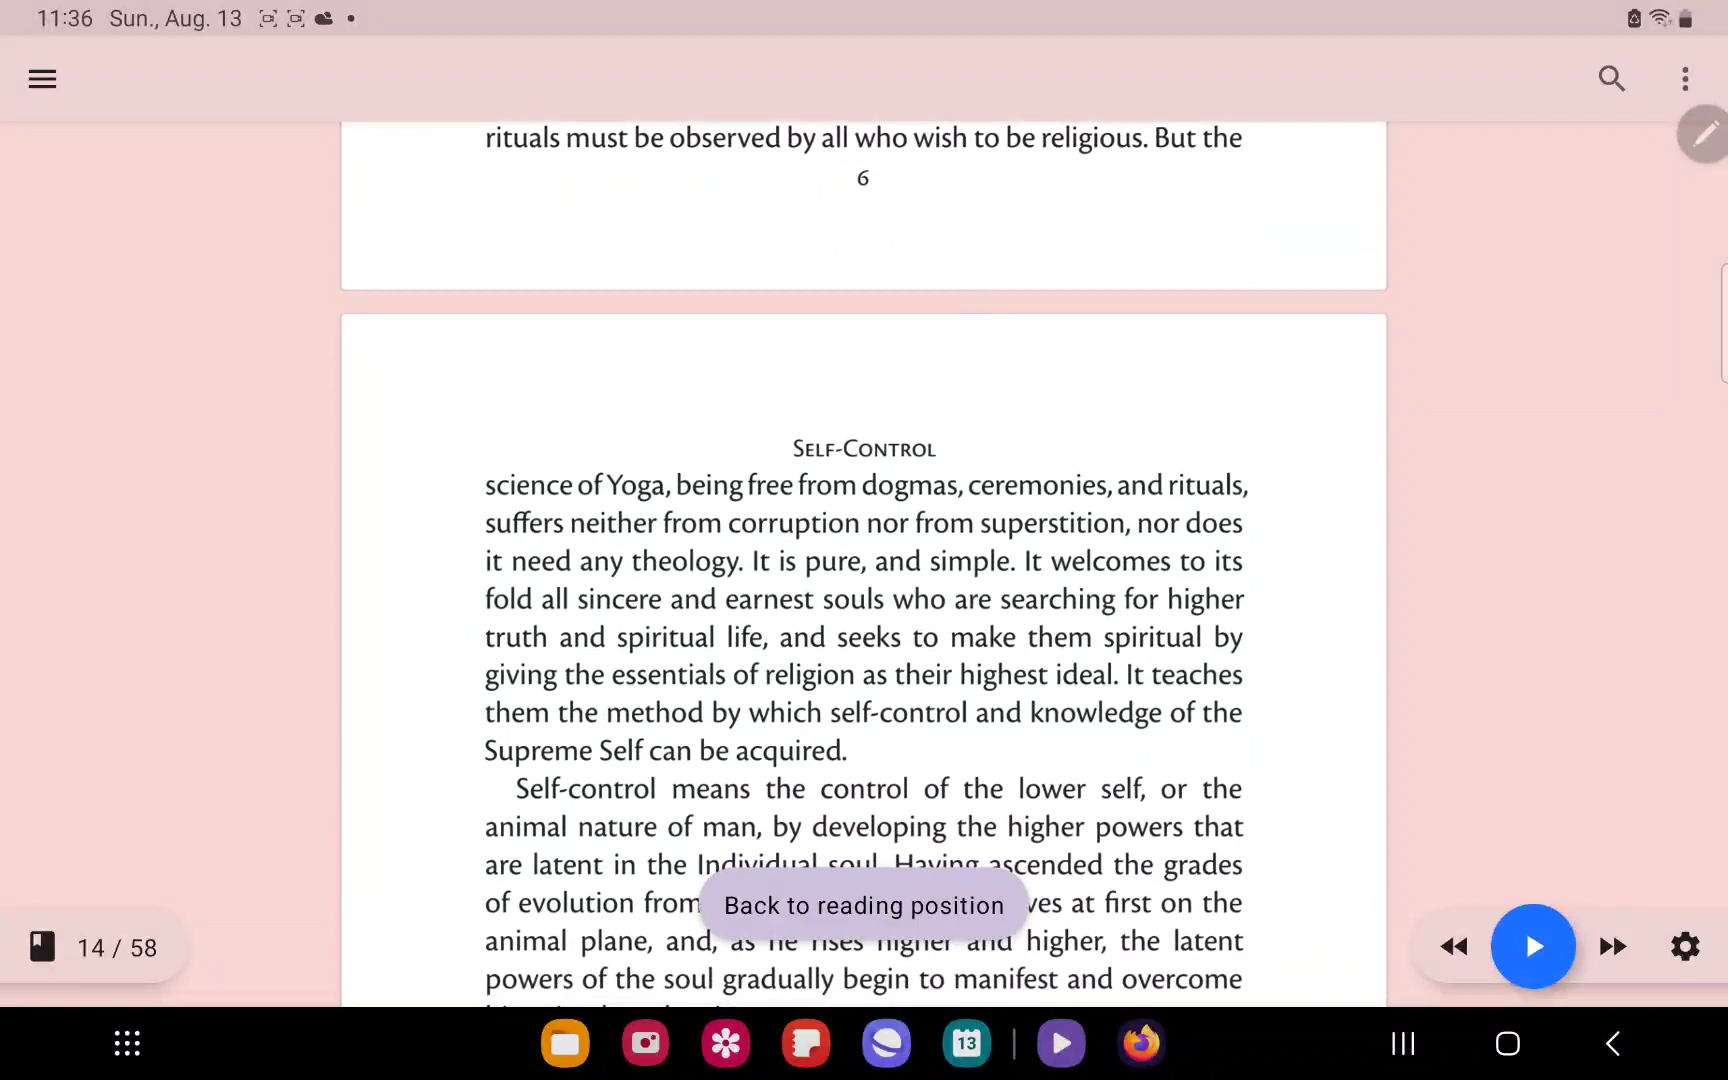 11:36 Sun., Aug. 13
rituals must be observed by all who wish to be religious. But the
6
SELF-CONTROL
science of Yoga, being free from dogmas, ceremonies, and rituals,
suffers neither from corruption nor from superstition, nor does
it need any theology. It is pure, and simple. It welcomes to its
fold all sincere and earnest souls who are searching for higher
truth and spiritual life, and seeks to make them spiritual by
giving the essentials of religion as their highest ideal. It teaches
them the method by which self-control and knowledge of the
Supreme Self can be acquired.
Self-control means the control of the lower self, or the
animal nature of man, by developing the higher powers that
are latent in the Individual soul. Having ascended the grades
of evolution from ves at first on the
Back to reading position
animal plane, and, as he rises higher and higher, the latent
14 / 58
powers of the soul gradually begin to manifest and overcome
13